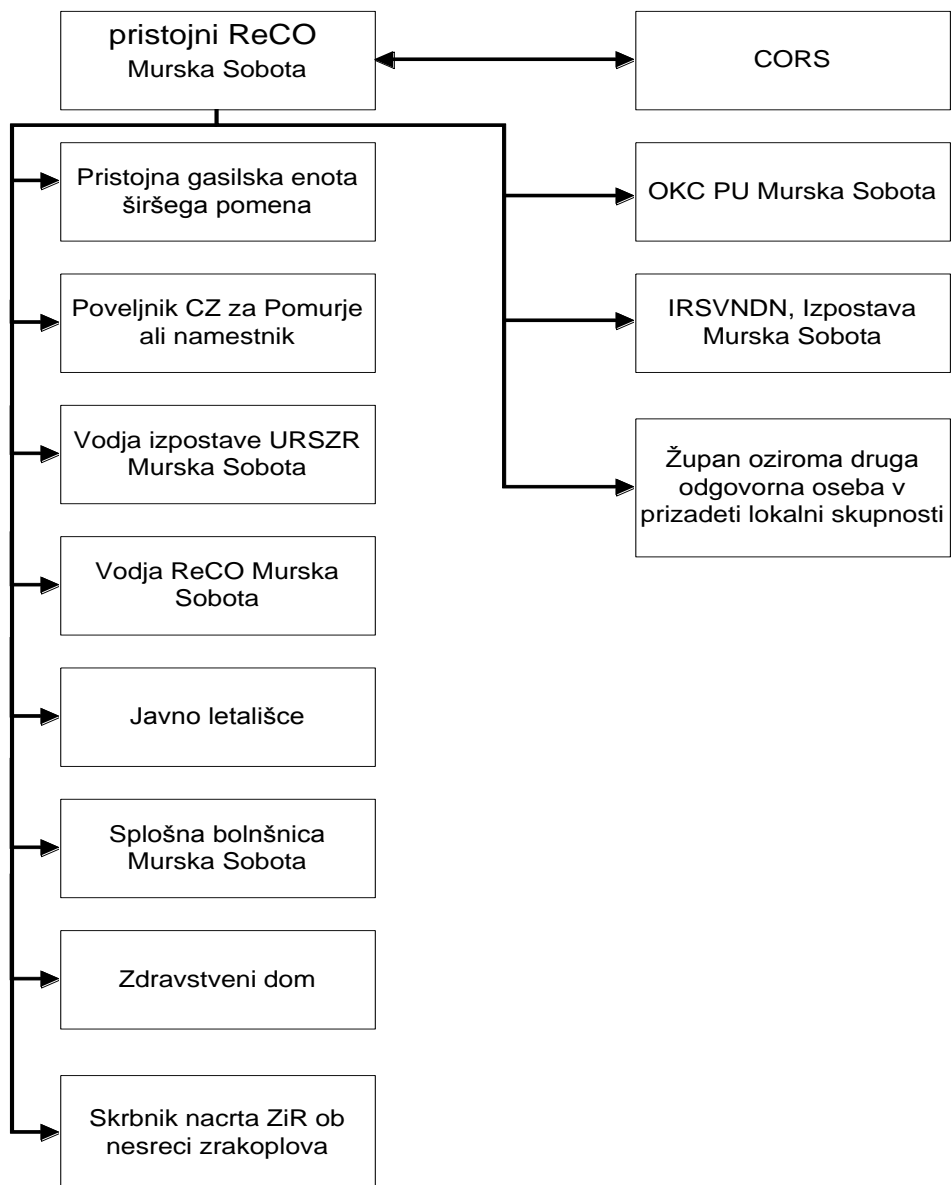 pristojni ReCO
Murska Sobota
CORS
Pristojna gasilska enota
širšega pomena
OKC PU Murska Sobota
Poveljnik CZ za Pomurje
ali namestnik
IRSVNDN, Izpostava
Murska Sobota
Vodja izpostave URSZR
Murska Sobota
Župan oziroma druga
odgovorna oseba v
prizadeti lokalni skupnosti
Vodja ReCO Murska
Sobota
Javno letališce
Splošna bolnšnica
Murska Sobota
Zdravstveni dom
Skrbnik nacrta ZiR ob
nesreci zrakoplova